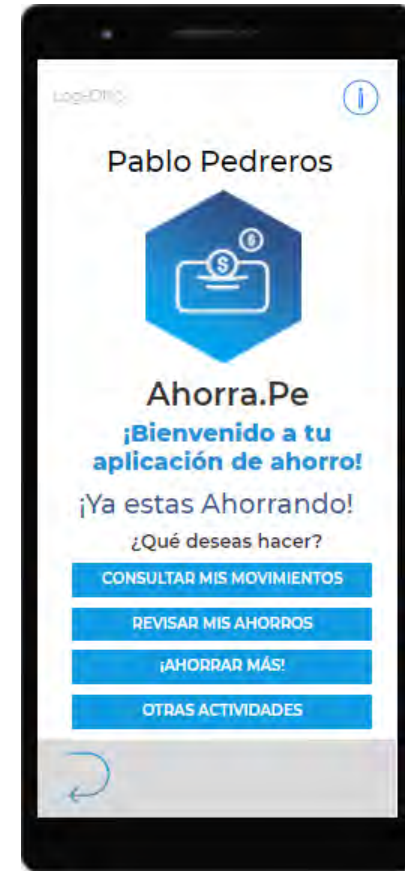 Pablo Pedreros
Ahorra.Pe
¡Bienvenido a tu
aplicación de ahorro!
¡Ya estas Ahorrando!
¿Qué deseas hacer?
CONSULTAR MIS MOVIMIENTOS
REVISAR MIS AHORROS
¡AHORRAR MÁS!
OTRAS ACTIVIDADES